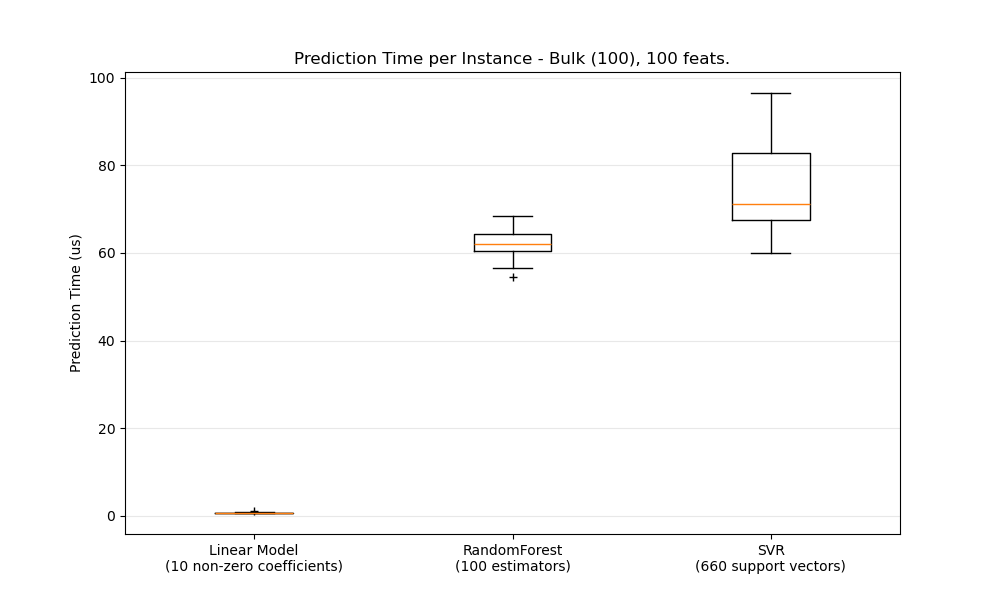 Prediction Time per Instance - Bulk (100), 100 feats.
Prediction Time (us)
100
80
60
40
20
0
Linear Model
(10 non-zero coefficients)
RandomForest
(100 estimators)
SVR
(660 support vectors)